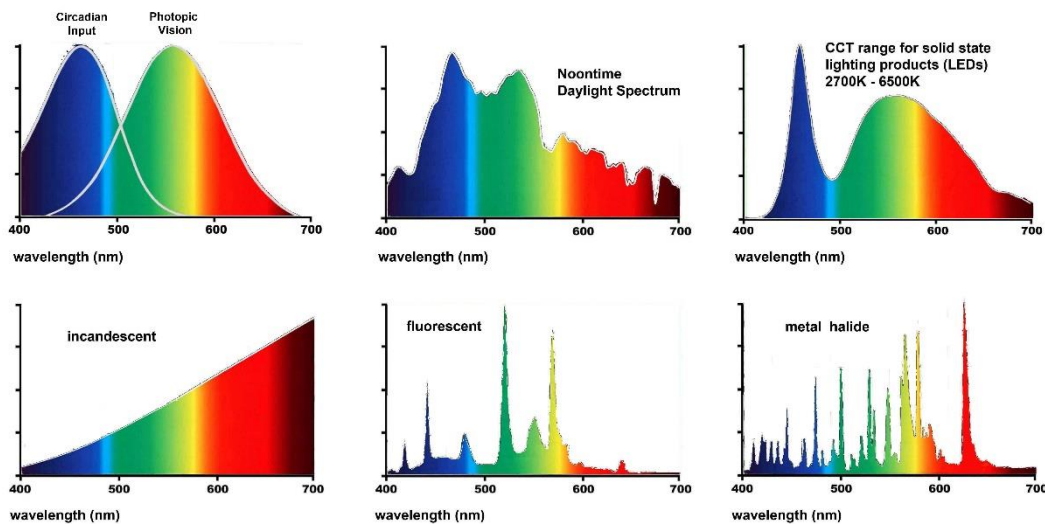 Circadian Input
Photopic Vision
400 500 600 700
wavelength (nm)
Noontime
Daylight Spectrum
400 500 600 700
wavelength (nm)
CCT range for solid state
lighting products (LEDs)
2700K - 6500K
400 500 600 700
wavelength (nm)
incandescent
400 500 600 700
wavelength (nm)
fluorescent
400 500 600 700
wavelength (nm)
metal halide
400 500 600 700
wavelength (nm)